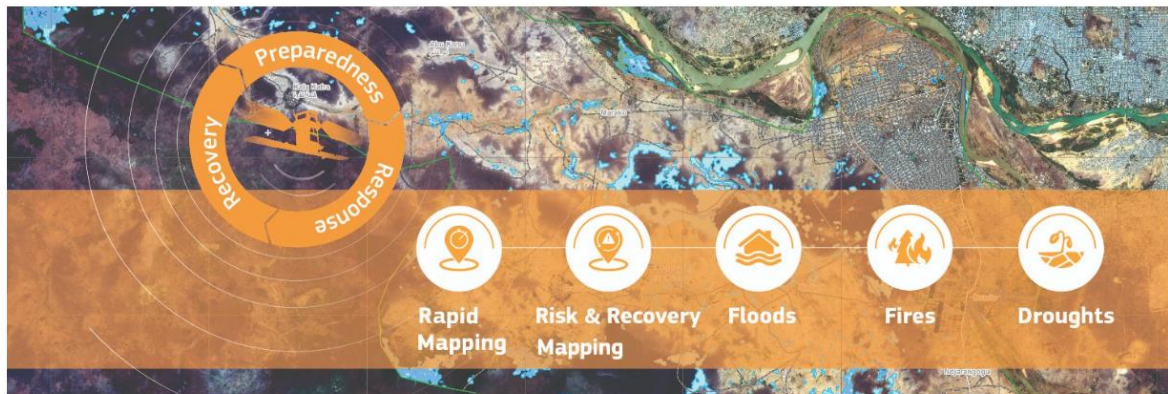 Preparedness
Response
Recovery
Rapid
Mapping
Risk & Recovery
Mapping
Floods
Fires
Droughts